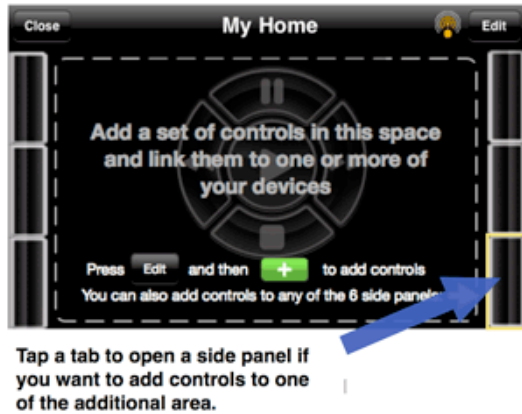 Close My Home Edit
Add a set of controls in this space
and link them to one or more of
your devices
Press Edit and then + to add controls
You can also add controls to any of the 6 side panels
Tap a tab to open a side panel if
you want to add controls to one
of the additional area.